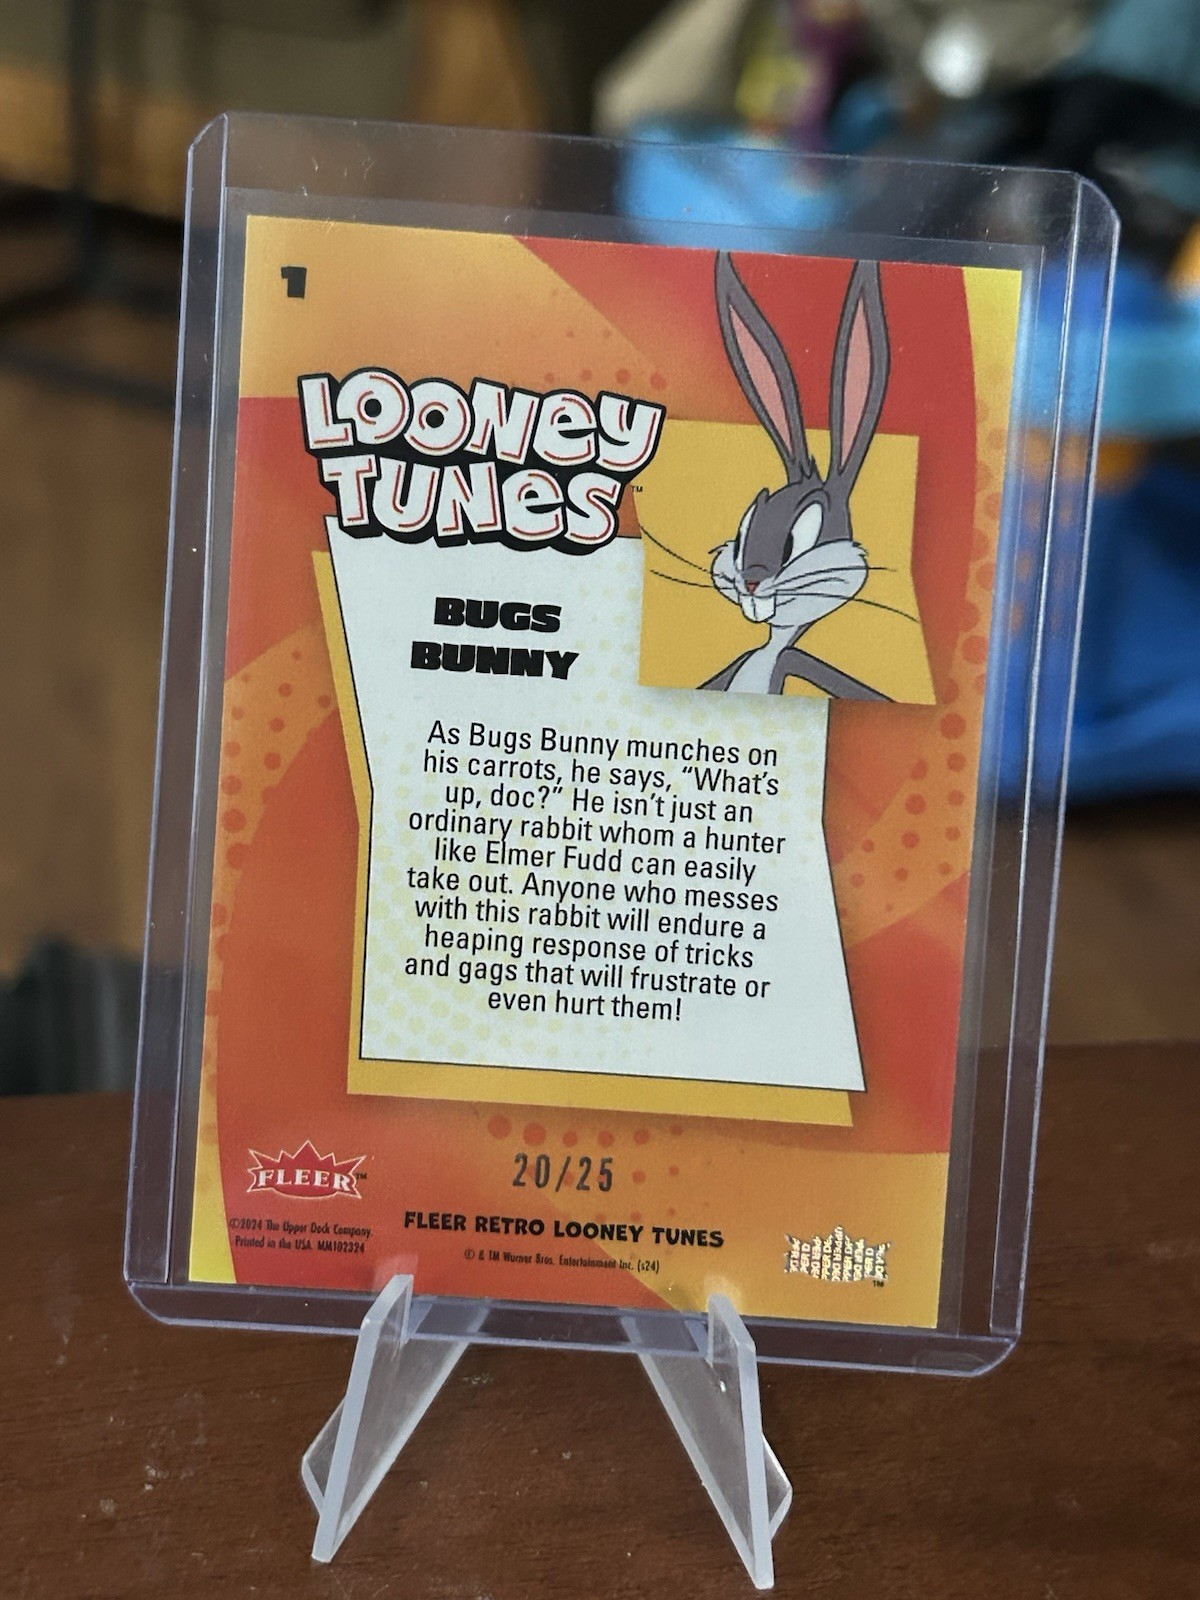 1
LOONEY
TUNES™
BUGS
BUNNY
As Bugs Bunny munches on
his carrots, he says, “What’s
up, doc?” He isn’t just an
ordinary rabbit whom a hunter
like Elmer Fudd can easily
take out. Anyone who messes
with this rabbit will endure a
heaping response of tricks
and gags that will frustrate or
even hurt them!
FLEER™
20/25
©2024 The Upper Deck Company.
Printed in the USA MM102324
FLEER RETRO LOONEY TUNES
© & TM Warner Bros. Entertainment Inc. (s24)